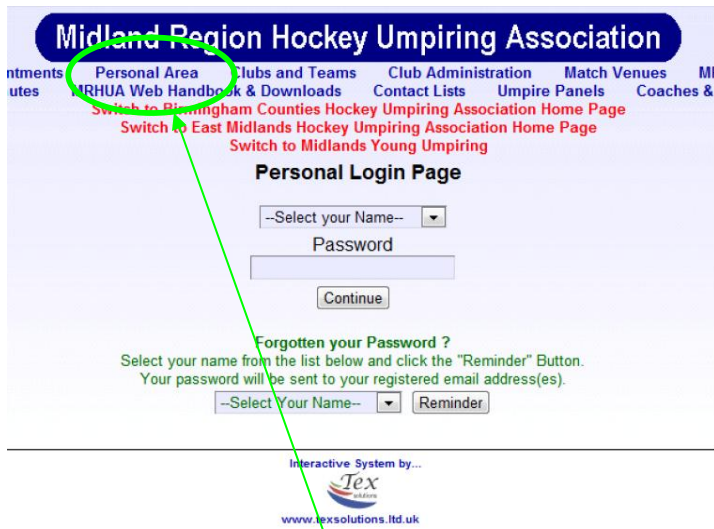 Midland Region Hockey Umpiring Association
ntments Personal Area Clubs and Teams Club Administration Match Venues MI
utes MRHUA Web Handbook & Downloads Contact Lists Umpire Panels Coaches &
Switch to Birmingham Counties Hockey Umpiring Association Home Page
Switch to East Midlands Hockey Umpiring Association Home Page
Switch to Midlands Young Umpiring
Personal Login Page
--Select your Name--
Password
Continue
Forgotten your Password ?
Select your name from the list below and click the "Reminder" Button.
Your password will be sent to your registered email address(es).
--Select Your Name-- Reminder
Interactive System by...
Tex
solutions
www.texsolutions.ltd.uk